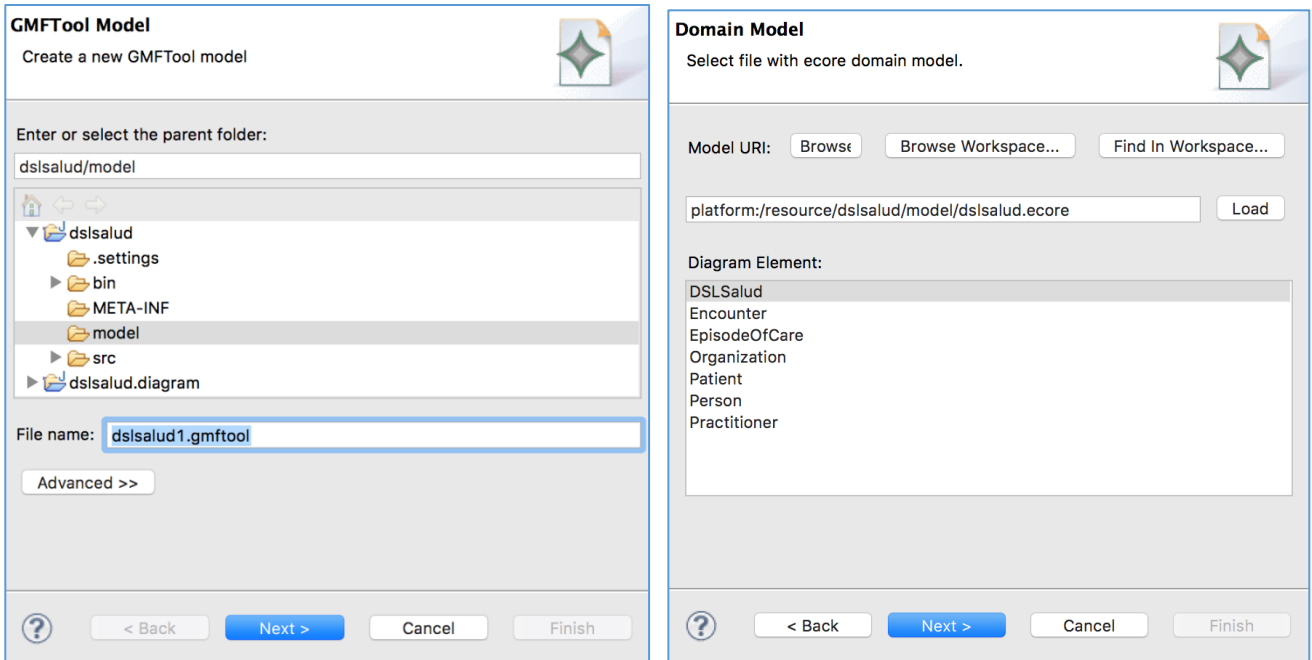 GMFTool Model
Create a new GMFTool model
Enter or select the parent folder:
dslsalud/model
dslsalud
.settings
bin
META-INF
model
src
dslsalud.diagram
File name: dslsalud1.gmftool
Advanced >>
? < Back Next > Cancel Finish
Domain Model
Select file with ecore domain model.
Model URI: Browse Browse Workspace... Find In Workspace...
platform:/resource/dslsalud/model/dslsalud.ecore Load
Diagram Element:
DSLSalud
Encounter
EpisodeOfCare
Organization
Patient
Person
Practitioner
? < Back Next > Cancel Finish